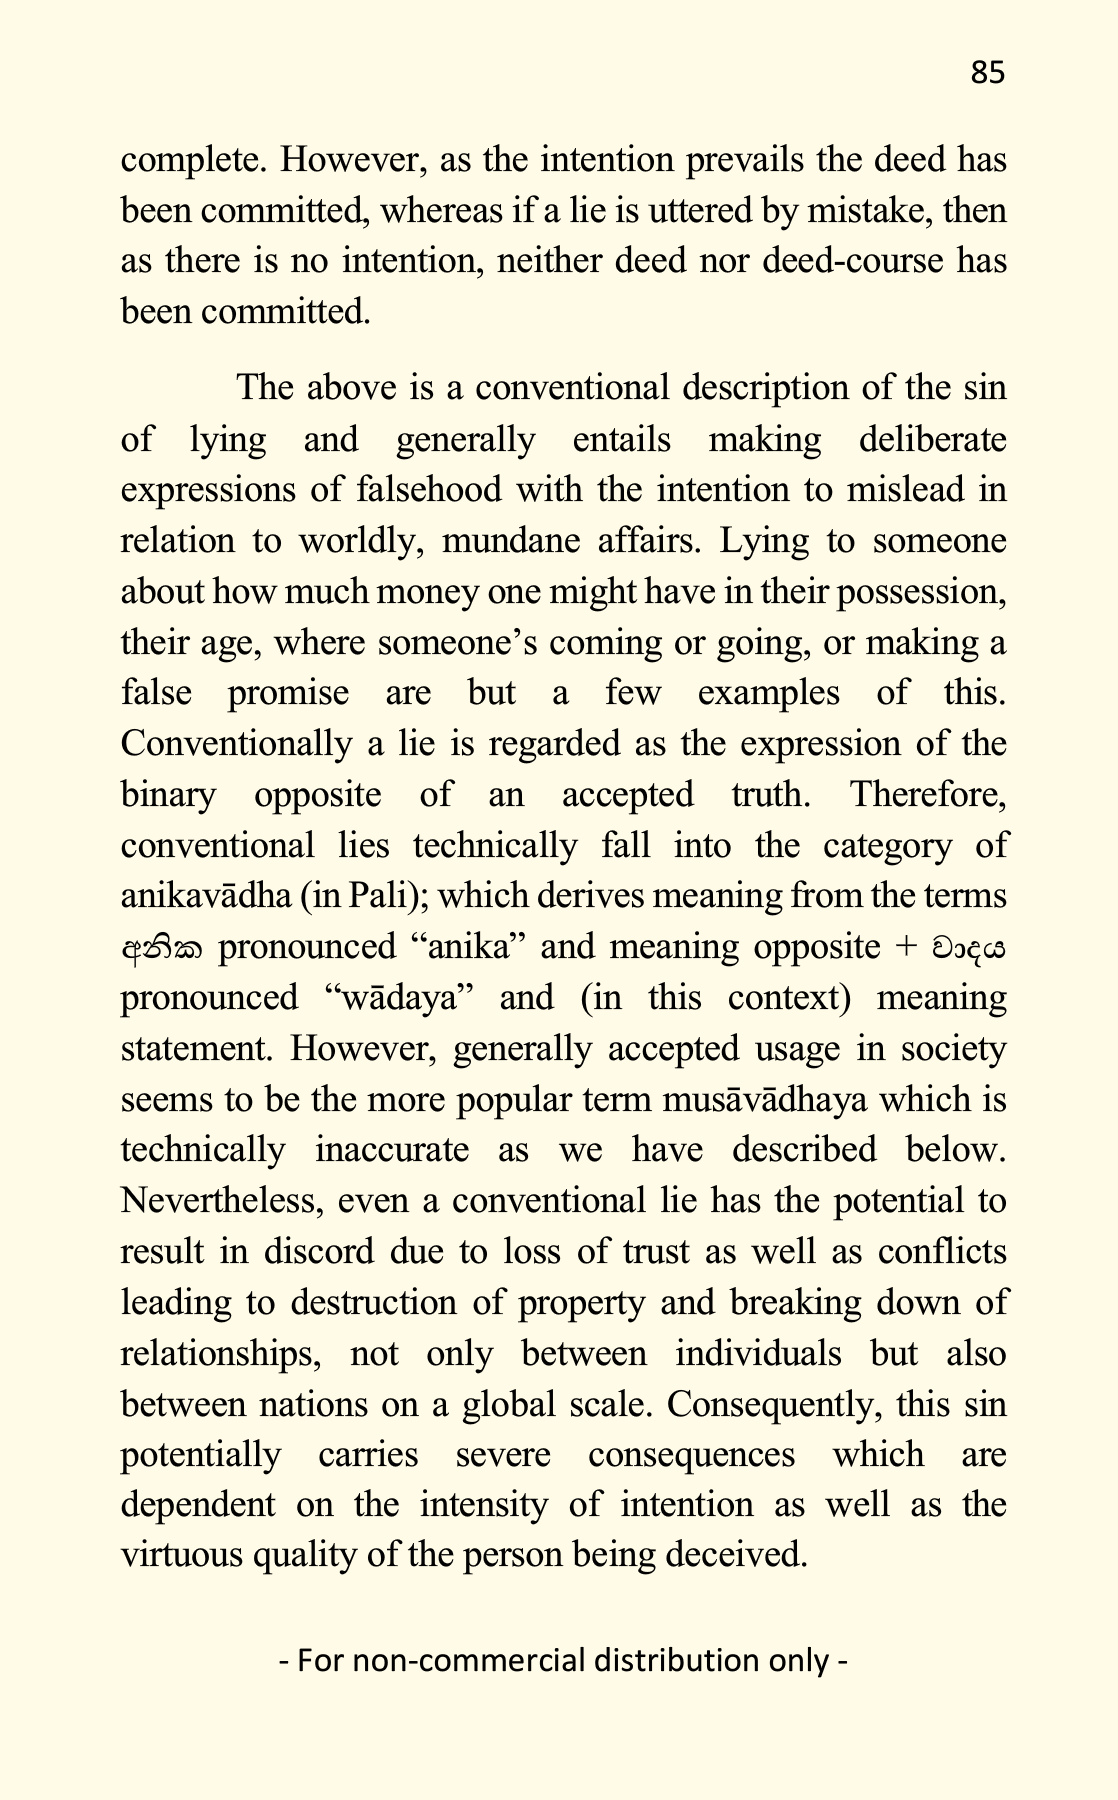 85
complete. However, as the intention prevails the deed has
been committed, whereas if a lie is uttered by mistake, then
as there is no intention, neither deed nor deed-course has
been committed.
The above is a conventional description of the sin
of lying and generally entails making deliberate
expressions of falsehood with the intention to mislead in
relation to worldly, mundane affairs. Lying to someone
about how much money one might have in their possession,
their age, where someone’s coming or going, or making a
false promise are but a few examples of this.
Conventionally a lie is regarded as the expression of the
binary opposite of an accepted truth. Therefore,
conventional lies technically fall into the category of
anikavādha (in Pali); which derives meaning from the terms
අනික pronounced “anika” and meaning opposite + වාදය
pronounced “wādaya” and (in this context) meaning
statement. However, generally accepted usage in society
seems to be the more popular term musāvādhaya which is
technically inaccurate as we have described below.
Nevertheless, even a conventional lie has the potential to
result in discord due to loss of trust as well as conflicts
leading to destruction of property and breaking down of
relationships, not only between individuals but also
between nations on a global scale. Consequently, this sin
potentially carries severe consequences which are
dependent on the intensity of intention as well as the
virtuous quality of the person being deceived.
- For non-commercial distribution only -